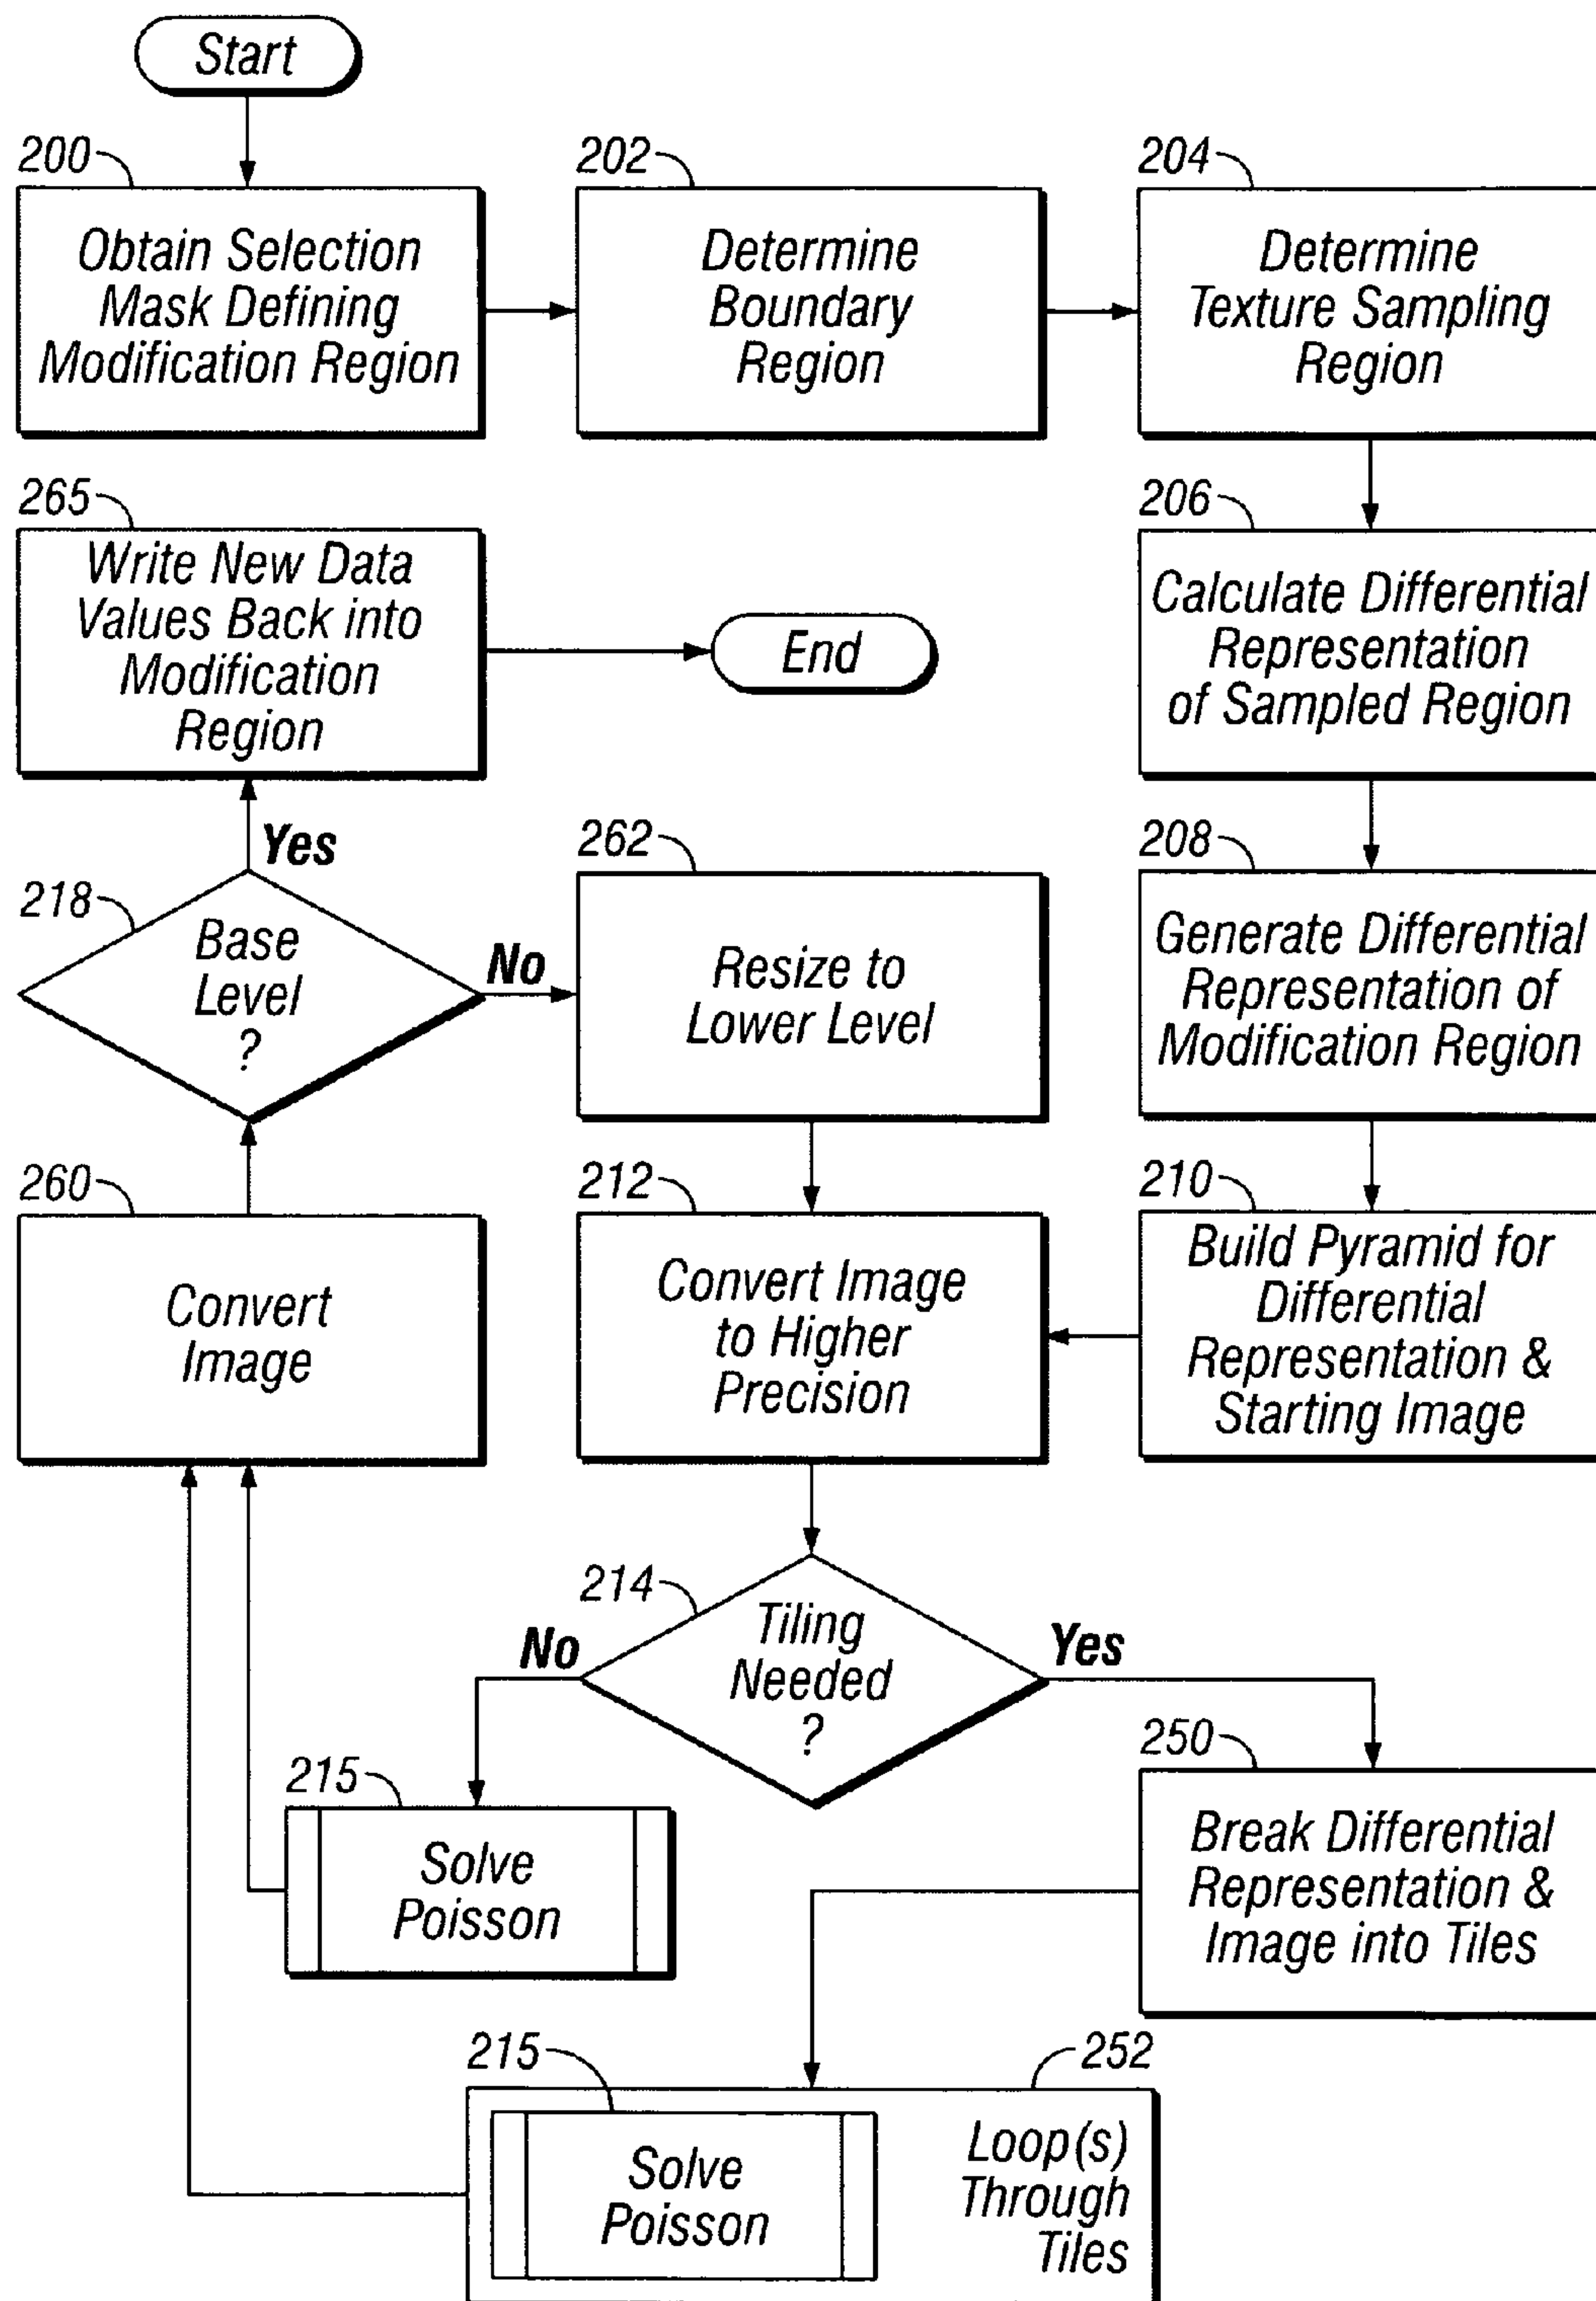 Start
200
Obtain Selection
Mask Defining
Modification Region
202
Determine
Boundary
Region
204
Determine
Texture Sampling
Region
265
Write New Data
Values Back into
Modification
Region
End
206
Calculate Differential
Representation
of Sampled Region
Yes
218
Base
Level
?
No
262
Resize to
Lower Level
208
Generate Differential
Representation of
Modification Region
260
Convert
Image
212
Convert Image
to Higher
Precision
210
Build Pyramid for
Differential
Representation &
Starting Image
214
Tiling
Needed
?
No
Yes
215
Solve
Poisson
250
Break Differential
Representation &
Image into Tiles
215
Solve
Poisson
252
Loop(s)
Through
Tiles